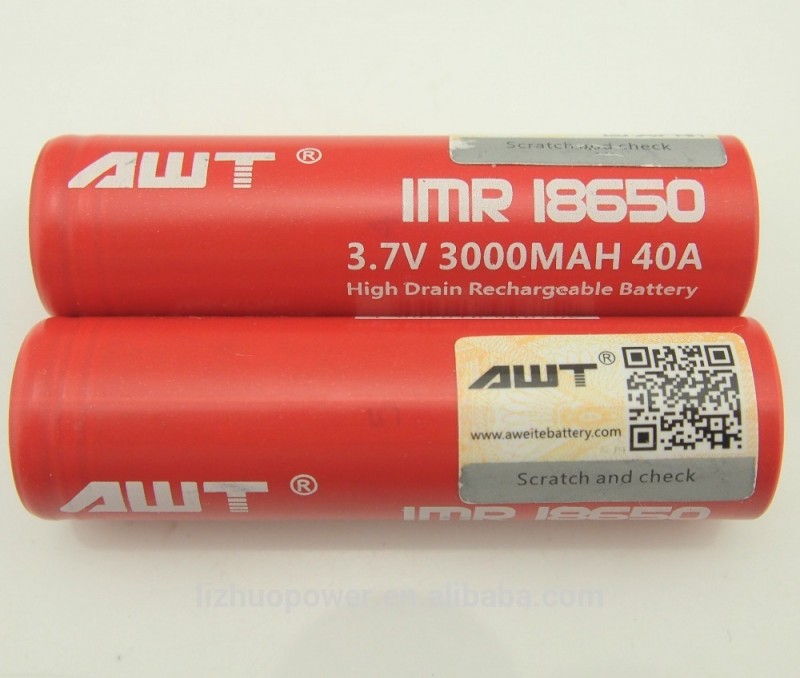 AWT ®
Scratch and check
IMR 18650
3.7V 3000MAH 40A
High Drain Rechargeable Battery
AWT ®
www.aweitebattery.com
Scratch and check
AWT ®
IMR 18650
lizhuopower.en.alibaba.com